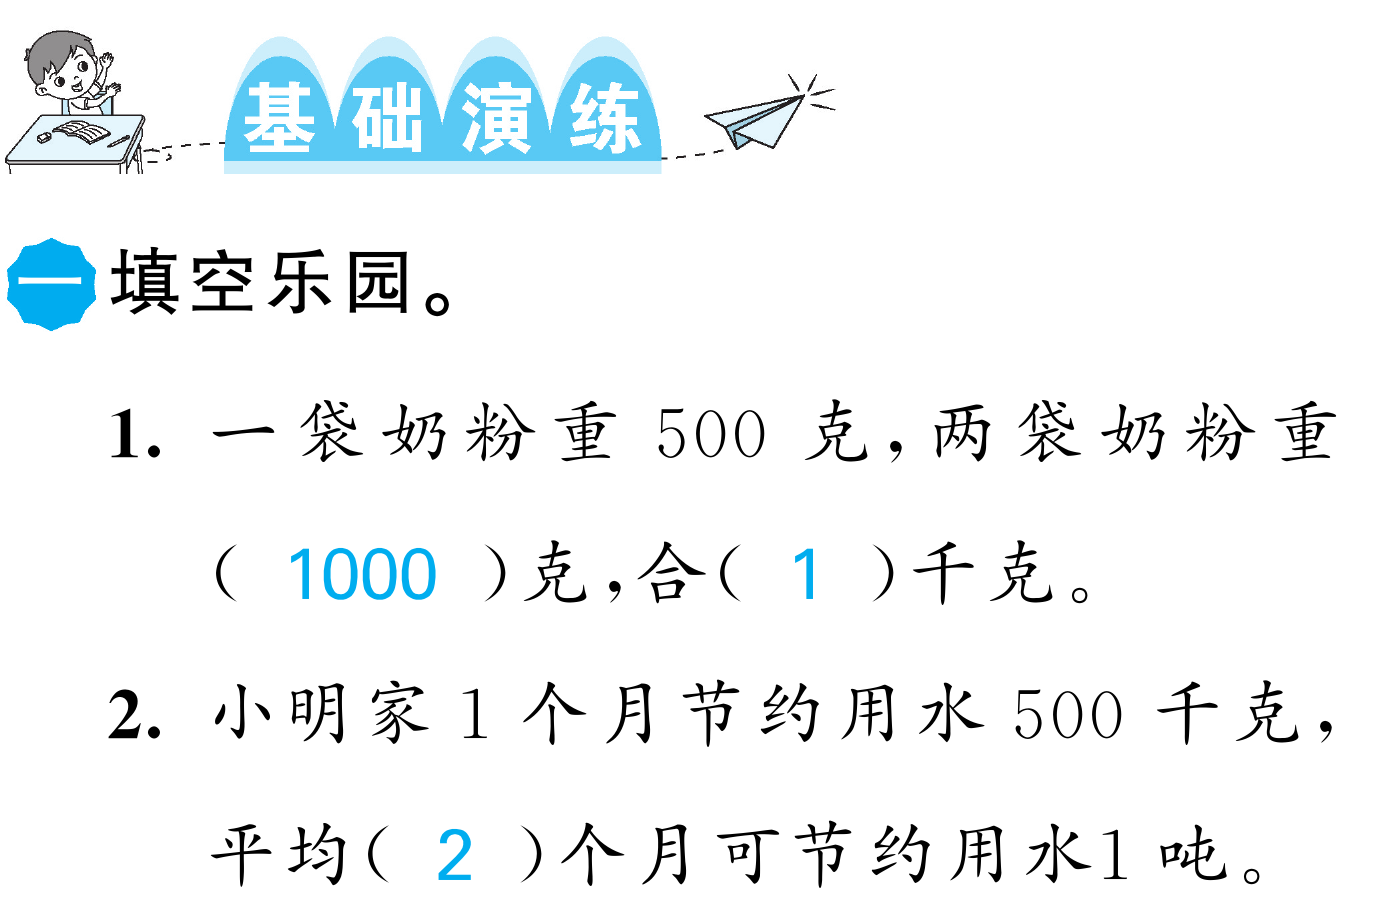 基础演练
一 填空乐园。
1. 一袋奶粉重 500 克,两袋奶粉重
( 1000 )克,合( 1 )千克。
2. 小明家 1 个月节约用水 500 千克,
平均( 2 )个月可节约用水1 吨。